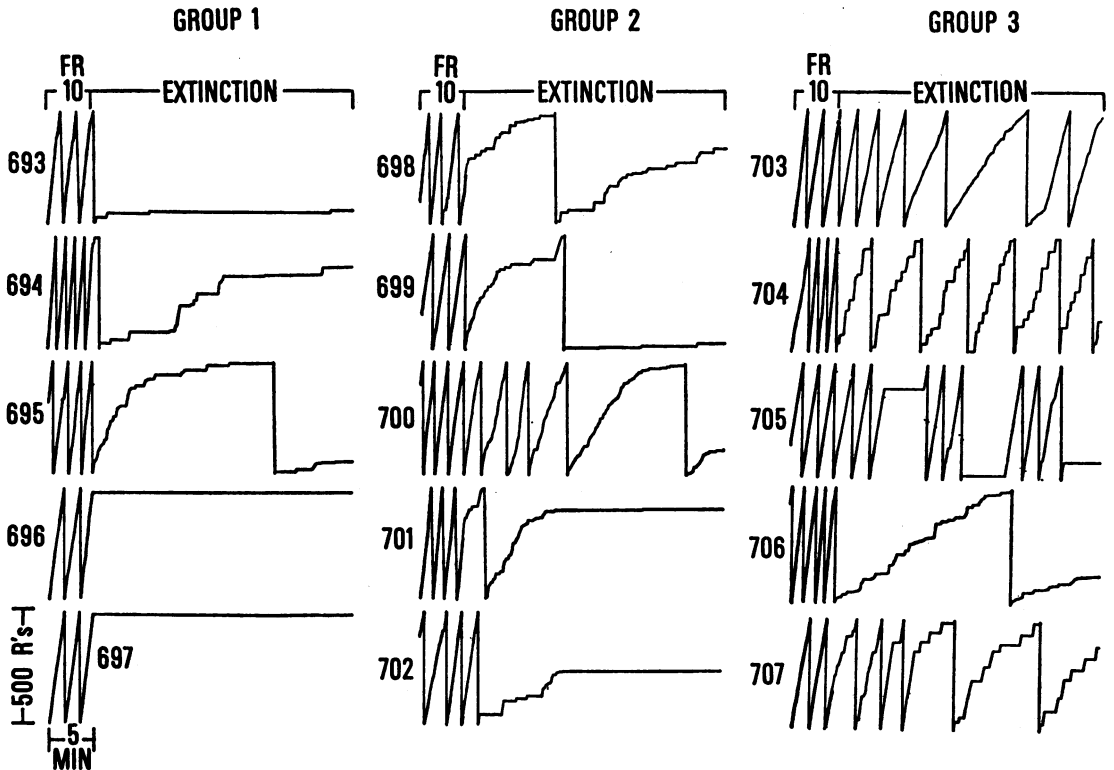 GROUP 1
GROUP 2
GROUP 3
FR
10
EXTINCTION
FR
10
EXTINCTION
FR
10
EXTINCTION
693
698
703
694
699
704
695
700
705
696
701
706
500 R's
697
702
707
5
MIN